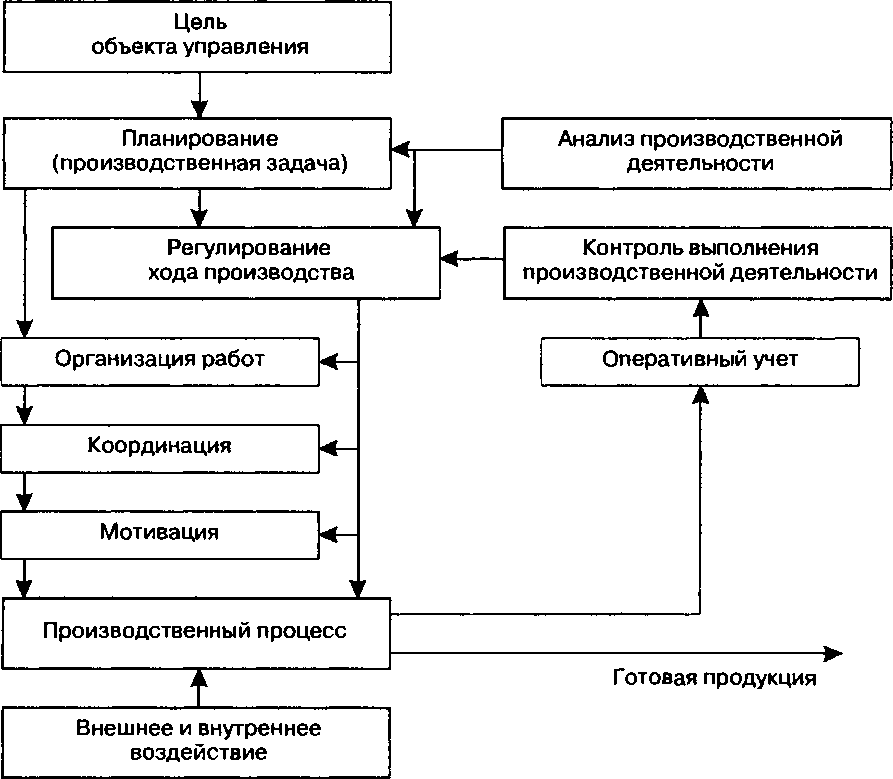 Цель
объекта управления
Планирование
(производственная задача)
Анализ производственной
деятельности
Регулирование
хода производства
Контроль выполнения
производственной деятельности
Организация работ
Оперативный учет
Координация
Мотивация
Производственный процесс
Готовая продукция
Внешнее и внутреннее
воздействие